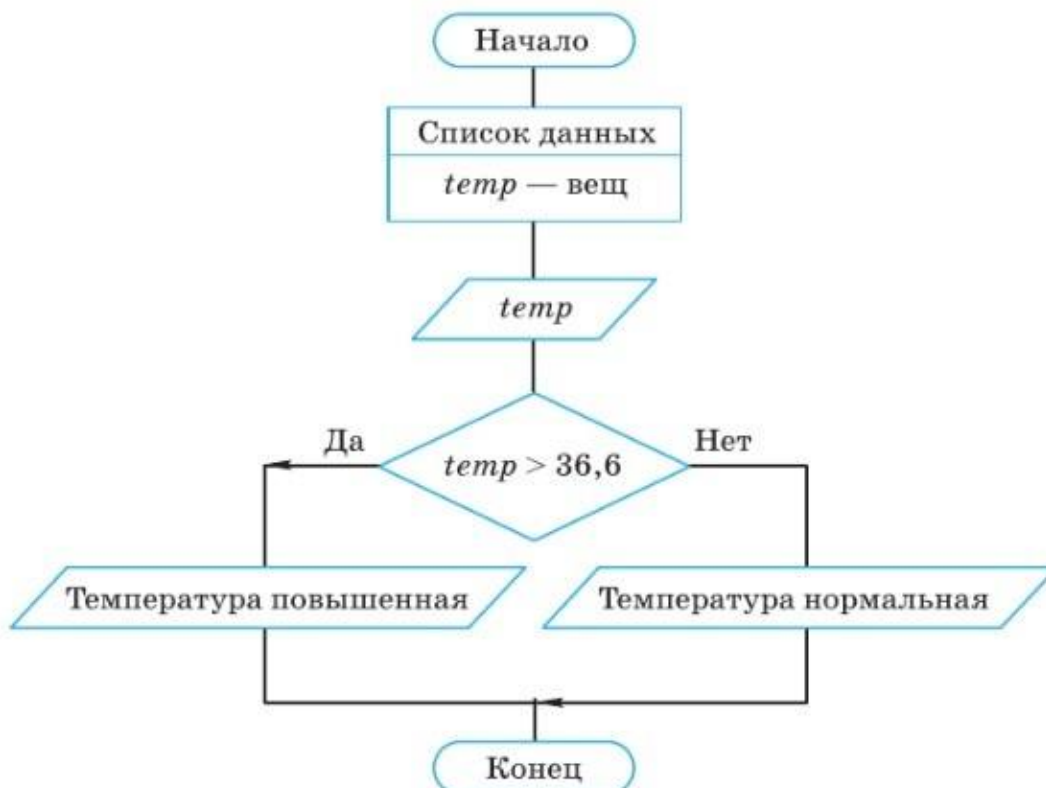 Начало
Список данных
temp — вещ
temp
Да
Нет
temp > 36,6
Температура повышенная
Температура нормальная
Конец